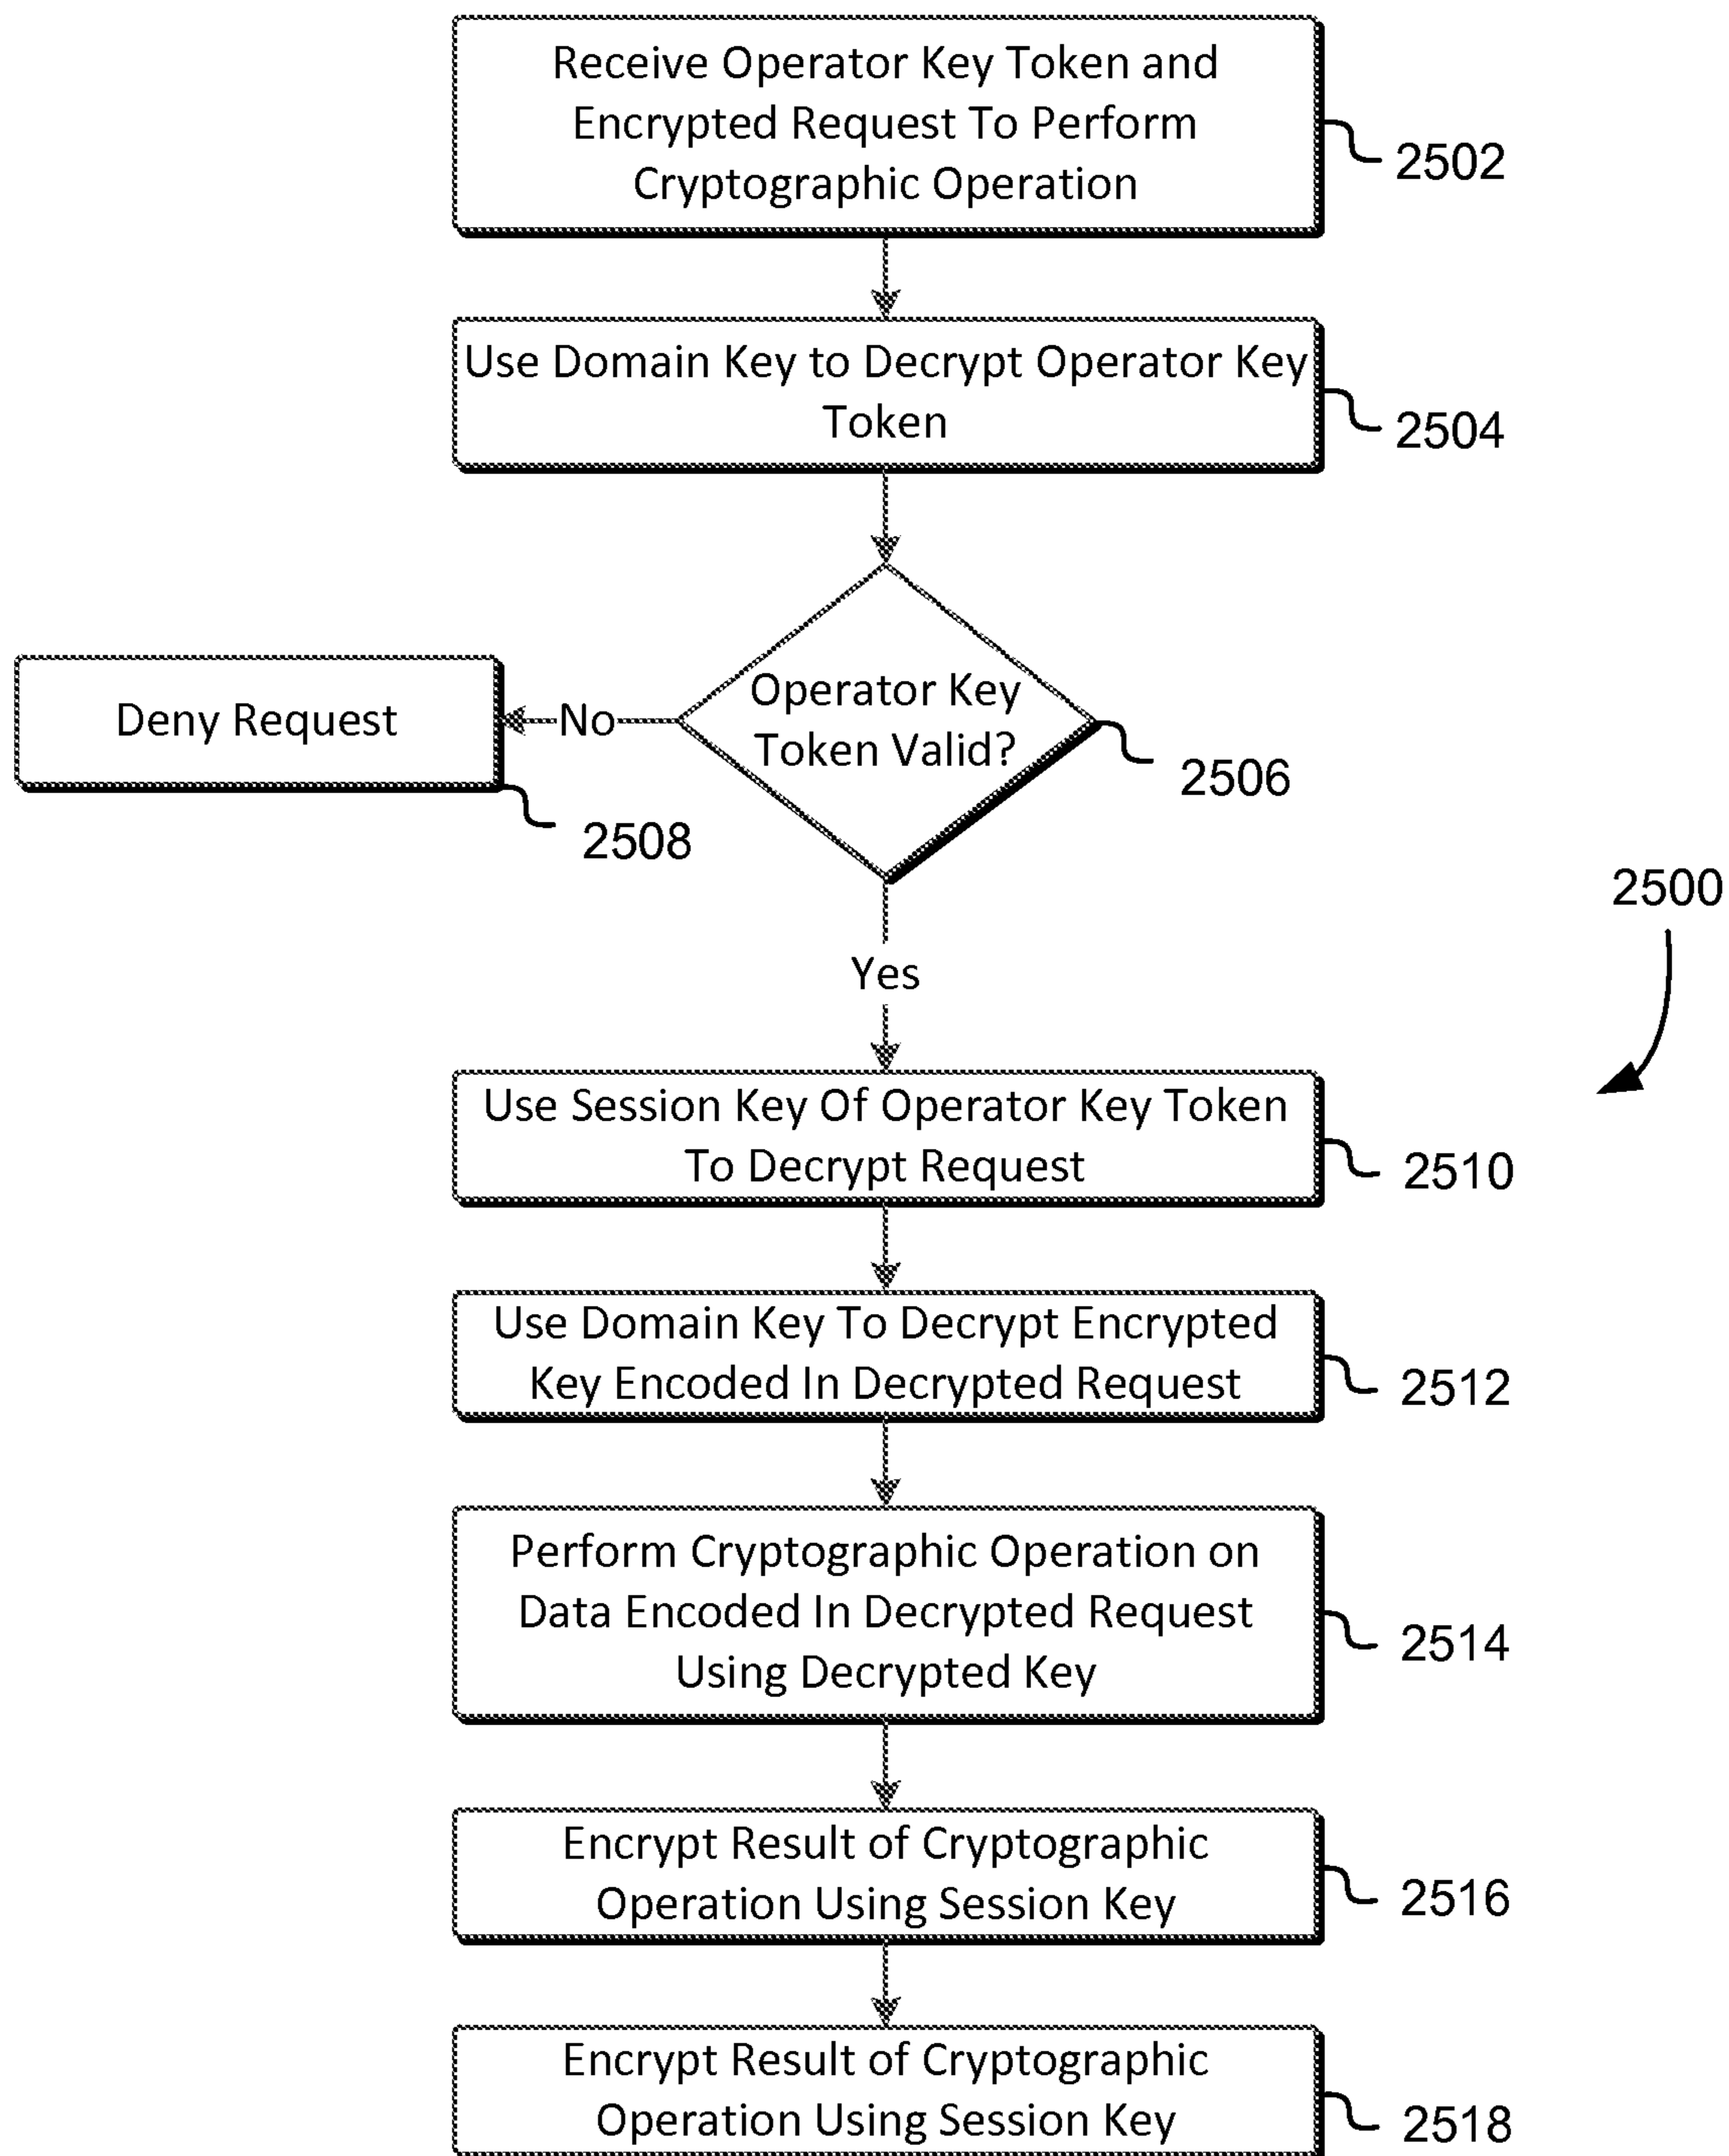 Receive Operator Key Token and
Encrypted Request To Perform
Cryptographic Operation
2502
Use Domain Key to Decrypt Operator Key
Token
2504
Operator Key
Token Valid?
2506
No
Deny Request
2508
2500
Yes
Use Session Key Of Operator Key Token
To Decrypt Request
2510
Use Domain Key To Decrypt Encrypted
Key Encoded In Decrypted Request
2512
Perform Cryptographic Operation on
Data Encoded In Decrypted Request
Using Decrypted Key
2514
Encrypt Result of Cryptographic
Operation Using Session Key
2516
Encrypt Result of Cryptographic
Operation Using Session Key
2518